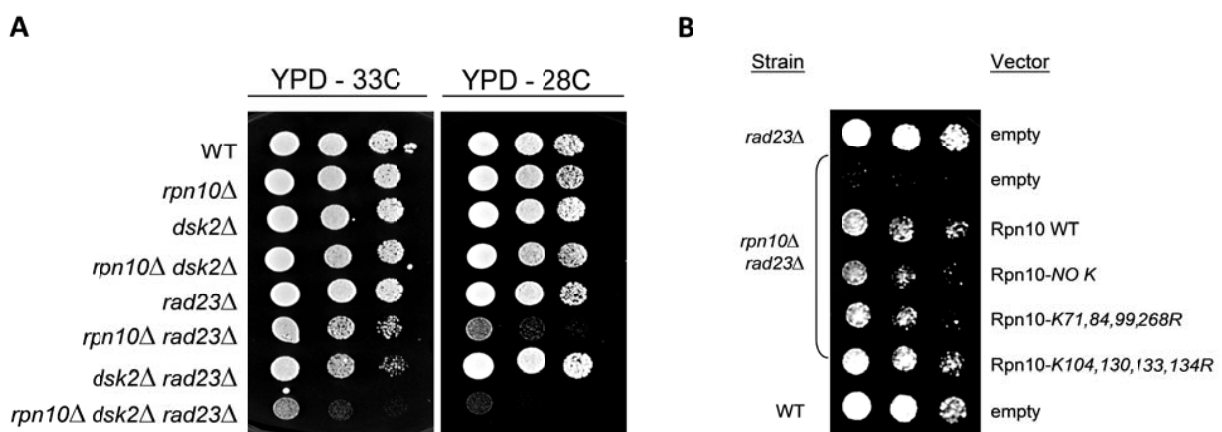 A
YPD - 33C
YPD - 28C
WT
rpn10Δ
dsk2Δ
rpn10Δ dsk2Δ
rad23Δ
rpn10Δ rad23Δ
dsk2Δ rad23Δ
rpn10Δ dsk2Δ rad23Δ
B
Strain
Vector
rad23Δ
empty
empty
rpn10Δ
rad23Δ
Rpn10 WT
Rpn10-NO K
Rpn10-K71,84,99,268R
Rpn10-K104,130,133,134R
WT
empty